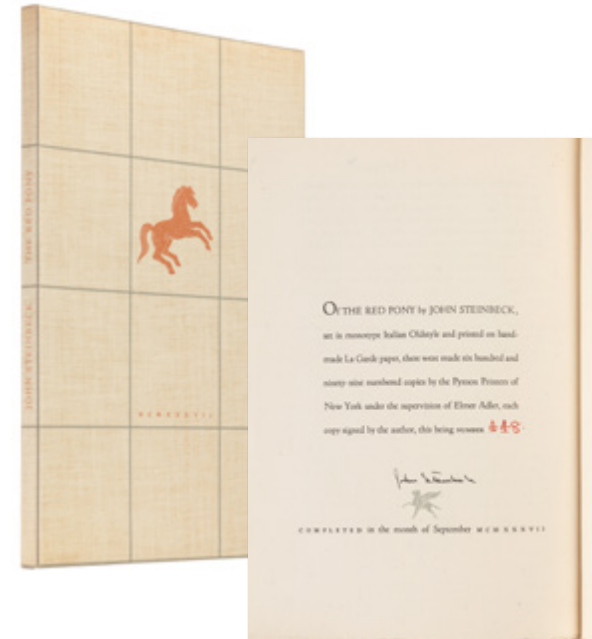 JOHN STEINBECK THE RED PONY
MCMXXXVII
OF THE RED PONY by JOHN STEINBECK,
set in monotype Italian Oldstyle and printed on hand-
made La Garde paper, there were made six hundred and
ninety-nine numbered copies by the Pynson Printers of
New York under the supervision of Elmer Adler, each
copy signed by the author, this being NUMBER 448
John Steinbeck
COMPLETED in the month of September MCMXXXVII